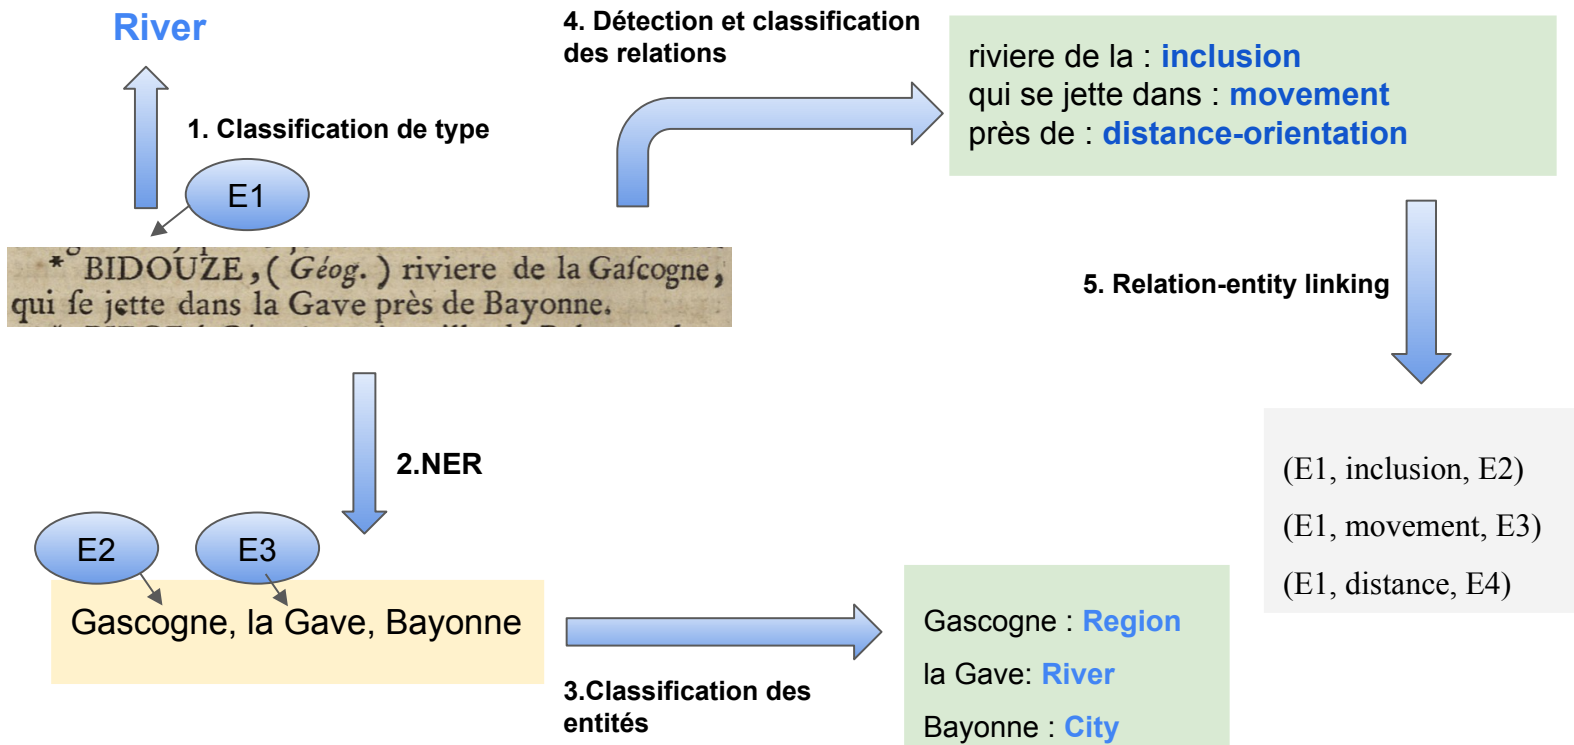 River
4. Détection et classification
des relations
riviere de la : inclusion
qui se jette dans : movement
près de : distance-orientation
1. Classification de type
E1
* BIDOUZE, ( Géog. ) riviere de la Gaſcogne,
qui ſe jette dans la Gave près de Bayonne.
5. Relation-entity linking
2.NER
(E1, inclusion, E2)
(E1, movement, E3)
(E1, distance, E4)
E2
E3
Gascogne, la Gave, Bayonne
3.Classification des
entités
Gascogne : Region
la Gave: River
Bayonne : City